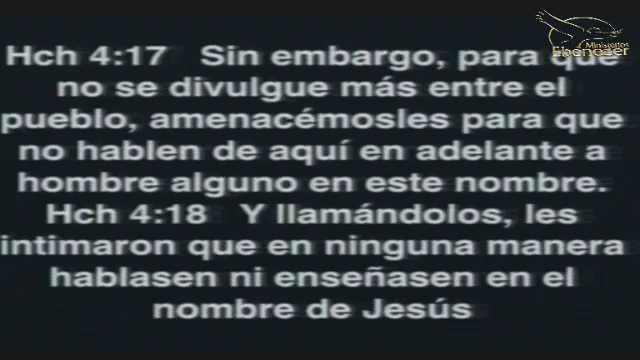 Ministerios
Ebenozer
Hch 4:17 Sin embargo, para que
no se divulgue más entre el
pueblo, amenacémosles para que
no hablen de aquí en adelante a
hombre alguno en este nombre.
Hch 4:18 Y llamándolos, les
intimaron que en ninguna manera
hablasen ni enseñasen en el
nombre de Jesús